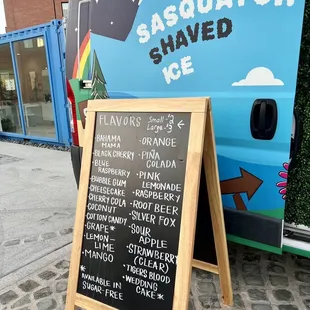 SASQUATCH
SHAVED
ICE
FLAVORS
Small - $2
Large - $3
- BAHAMA
MAMA
- BLACK CHERRY
- BLUE
RASPBERRY
- BUBBLE GUM
- CHEESECAKE
- CHERRY COLA
- COCONUT
- COTTON CANDY
- GRAPE *
- LEMON-
LIME
- MANGO
- ORANGE
- PIÑA
COLADA
- PINK
LEMONADE
- RASPBERRY
- ROOT BEER
- SILVER FOX
- SOUR
APPLE
- STRAWBERRY
(CLEAR)
- TIGERS BLOOD
- WEDDING
CAKE *
* AVAILABLE IN
SUGAR-FREE